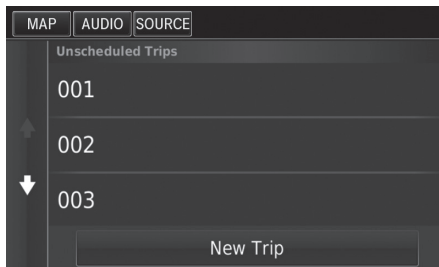 MAP AUDIO SOURCE
Unscheduled Trips
001
002
003
New Trip